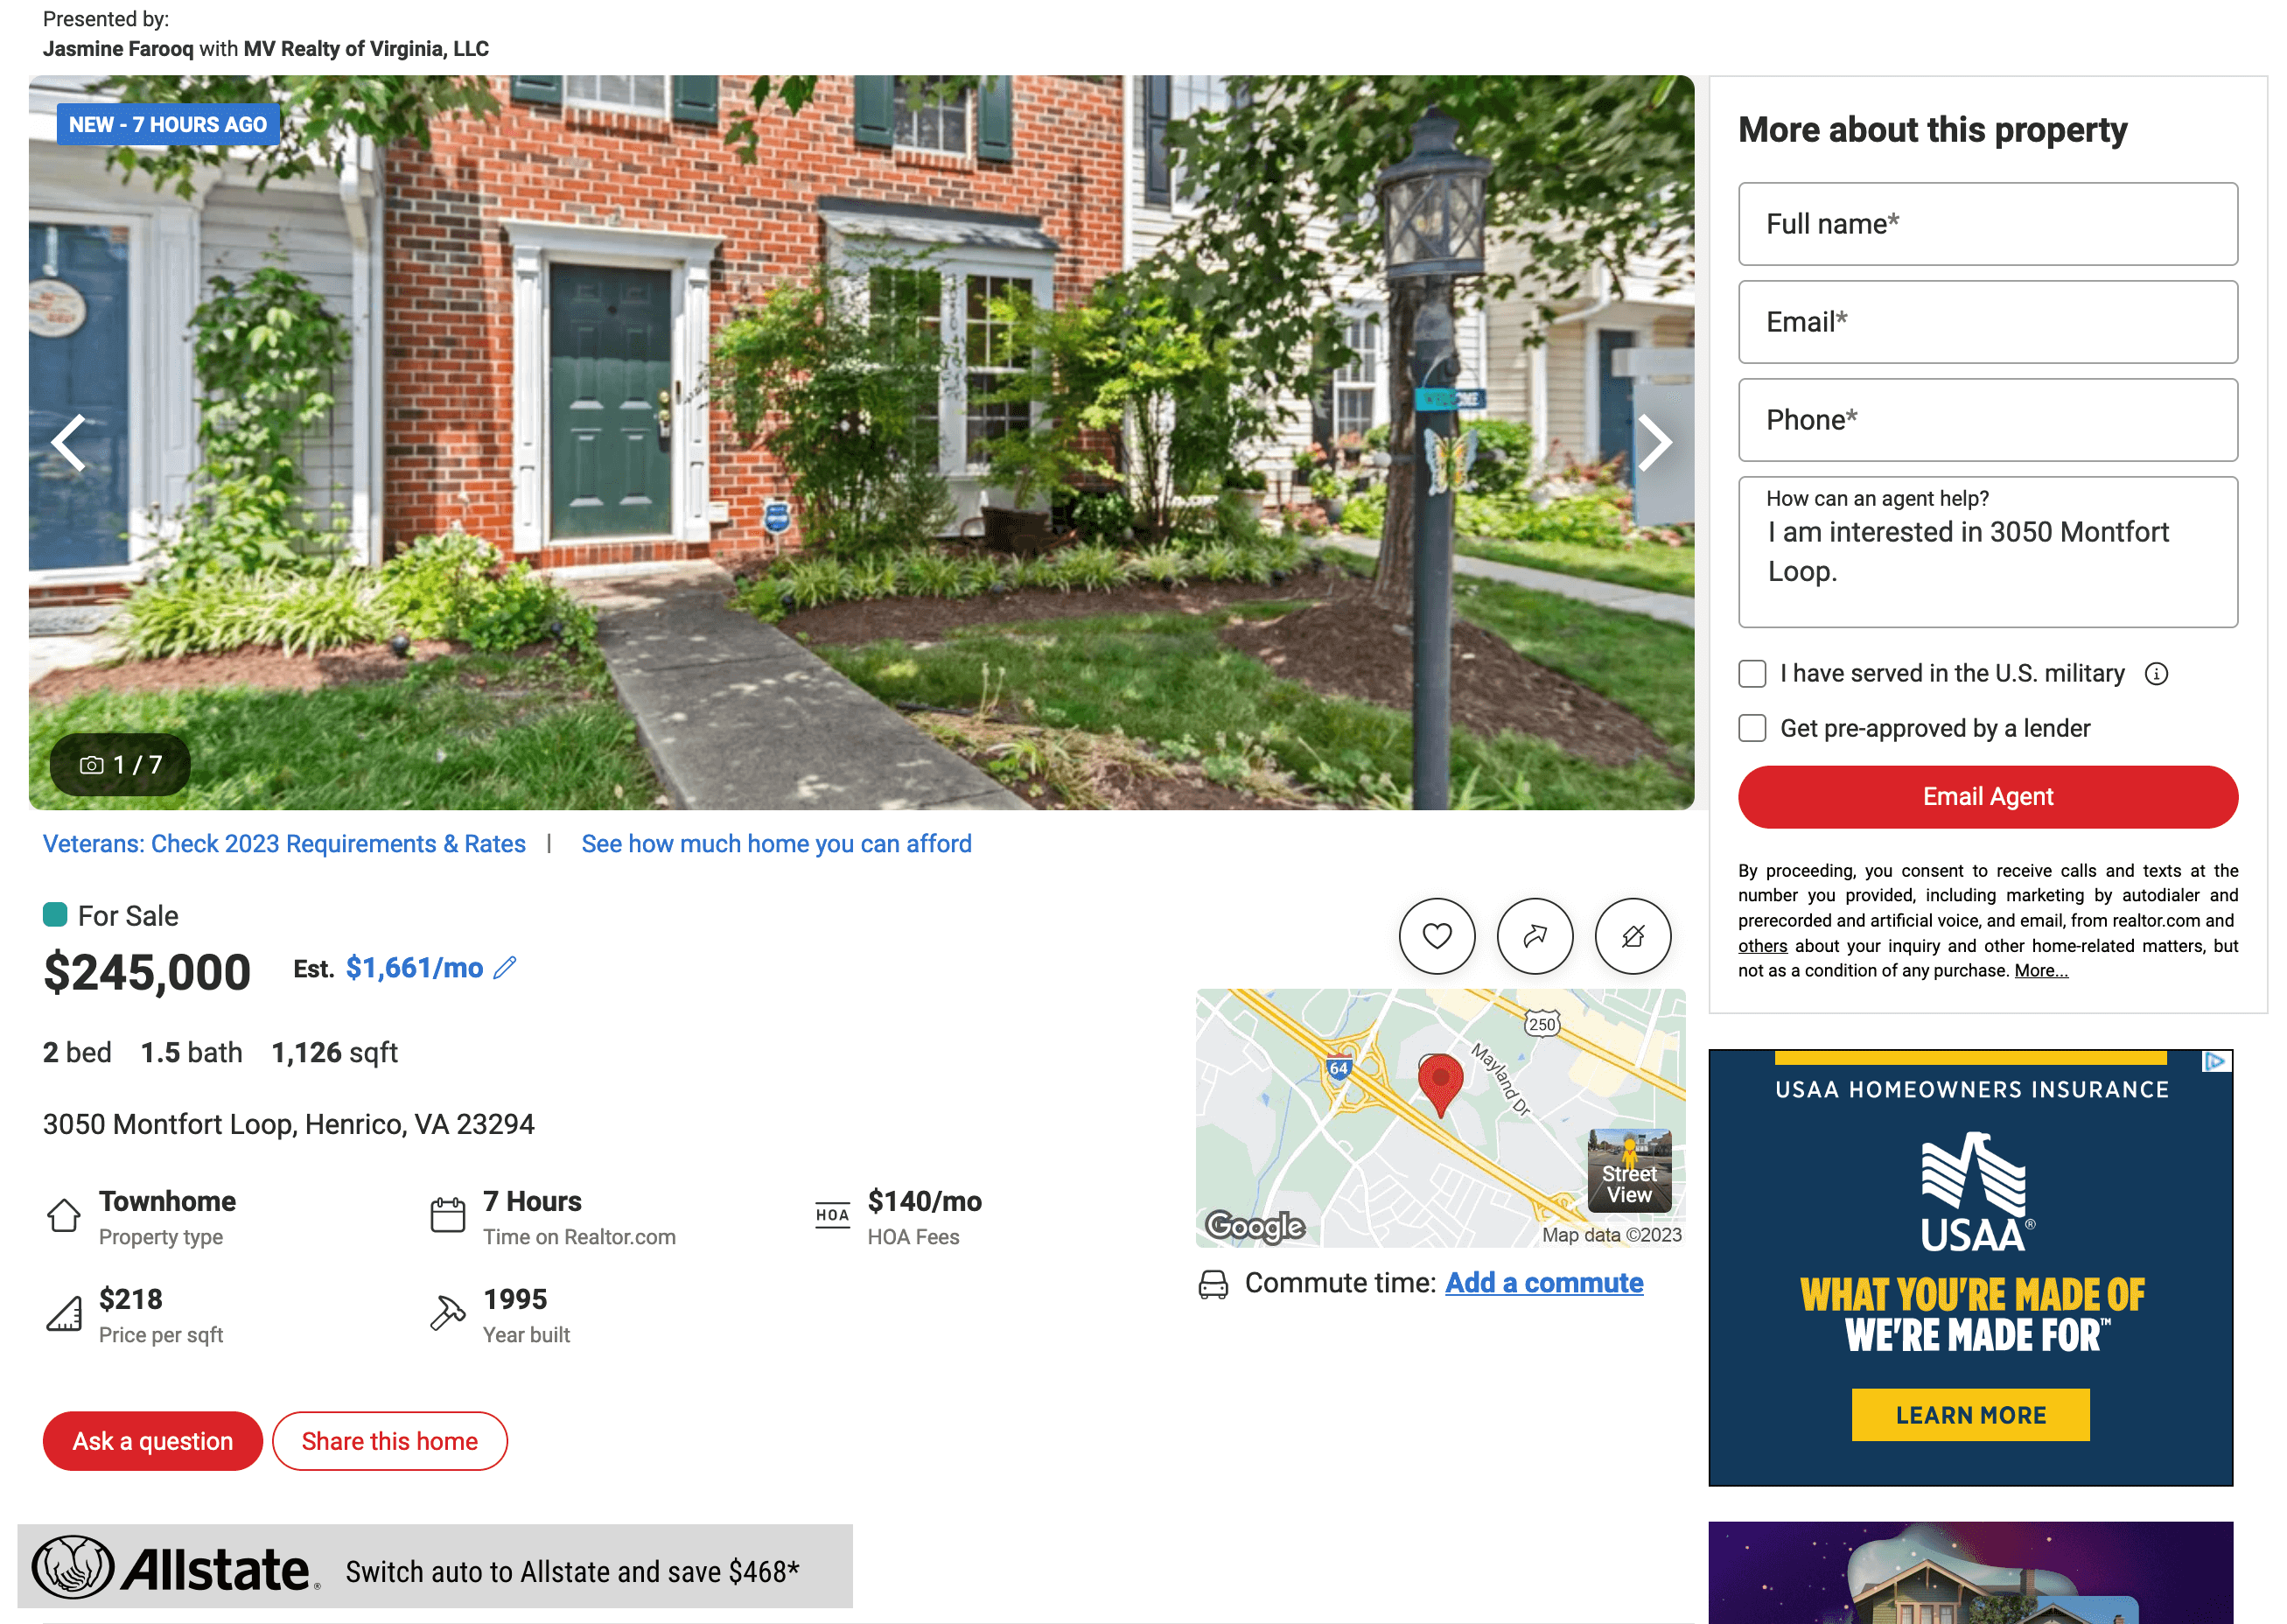 Presented by:
Jasmine Farooq with MV Realty of Virginia, LLC
NEW - 7 HOURS AGO
WELCOME
1 / 7
Veterans: Check 2023 Requirements & Rates | See how much home you can afford
For Sale
$245,000 Est. $1,661/mo
2 bed 1.5 bath 1,126 sqft
3050 Montfort Loop, Henrico, VA 23294
Townhome
Property type
7 Hours
Time on Realtor.com
HOA
$140/mo
HOA Fees
$218
Price per sqft
1995
Year built
250
64
Mayland Dr
Street
View
Google
Map data ©2023
Commute time: Add a commute
Ask a question
Share this home
Allstate® Switch auto to Allstate and save $468*
More about this property
Full name*
Email*
Phone*
How can an agent help?
I am interested in 3050 Montfort
Loop.
I have served in the U.S. military
Get pre-approved by a lender
Email Agent
By proceeding, you consent to receive calls and texts at the
number you provided, including marketing by autodialer and
prerecorded and artificial voice, and email, from realtor.com and
others about your inquiry and other home-related matters, but
not as a condition of any purchase. More...
USAA HOMEOWNERS INSURANCE
USAA®
WHAT YOU'RE MADE OF
WE'RE MADE FOR™
LEARN MORE